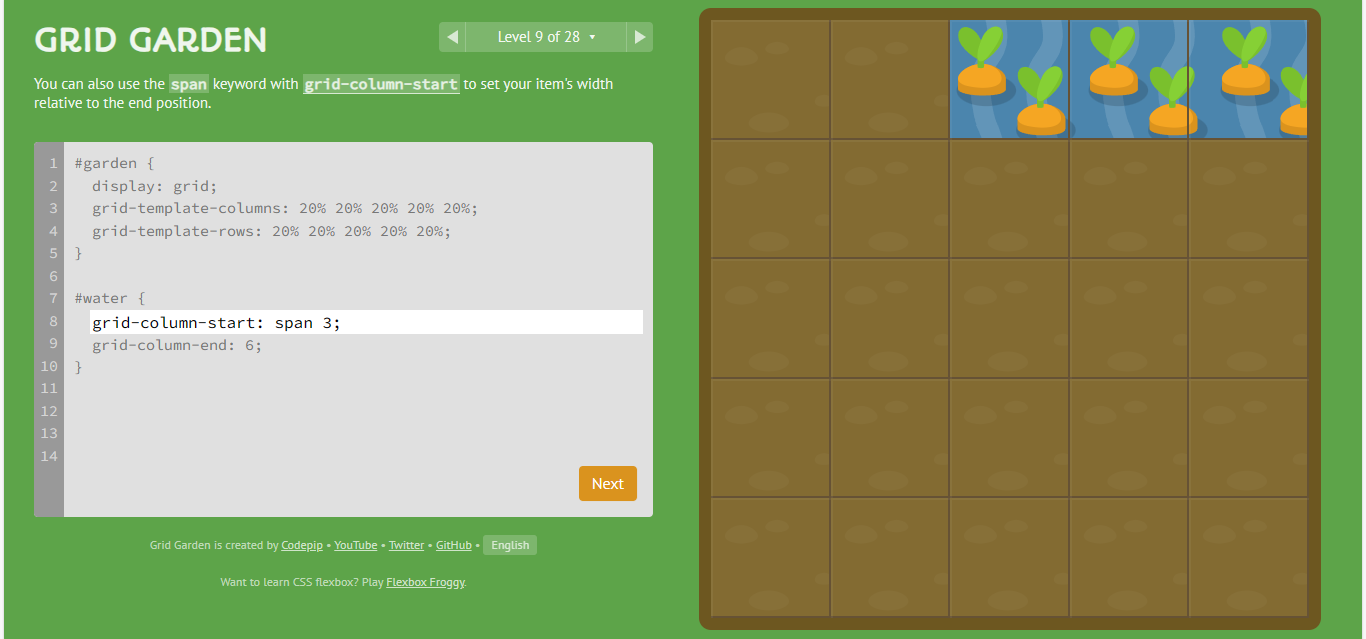 GRID GARDEN
◀ Level 9 of 28 ▾ ▶
You can also use the span keyword with grid-column-start to set your item's width
relative to the end position.
1 #garden {
2 display: grid;
3 grid-template-columns: 20% 20% 20% 20% 20%;
4 grid-template-rows: 20% 20% 20% 20% 20%;
5 }
6
7 #water {
8 grid-column-start: span 3;
9 grid-column-end: 6;
10 }
11
12
13
14
Next
Grid Garden is created by Codepip • YouTube • Twitter • GitHub • English
Want to learn CSS flexbox? Play Flexbox Froggy.